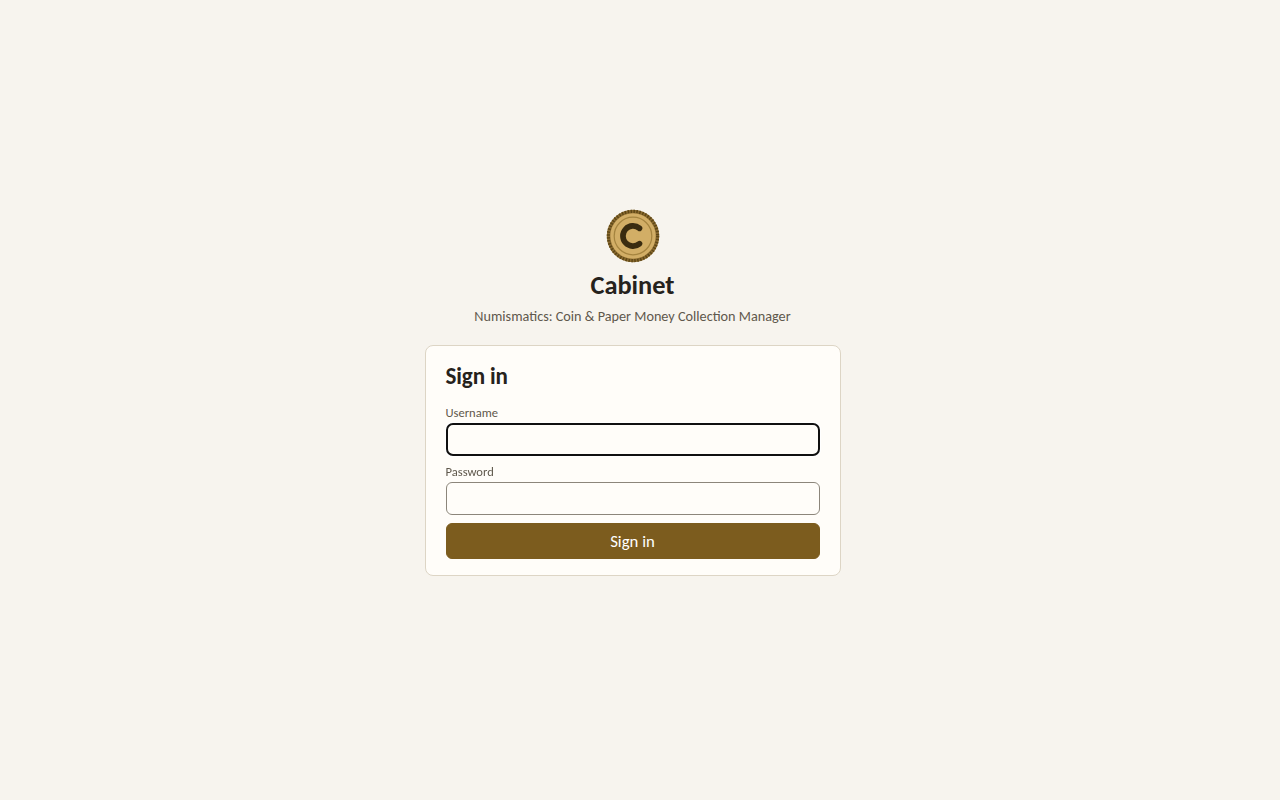 Cabinet
Numismatics: Coin & Paper Money Collection Manager
Sign in
Username
Password
Sign in